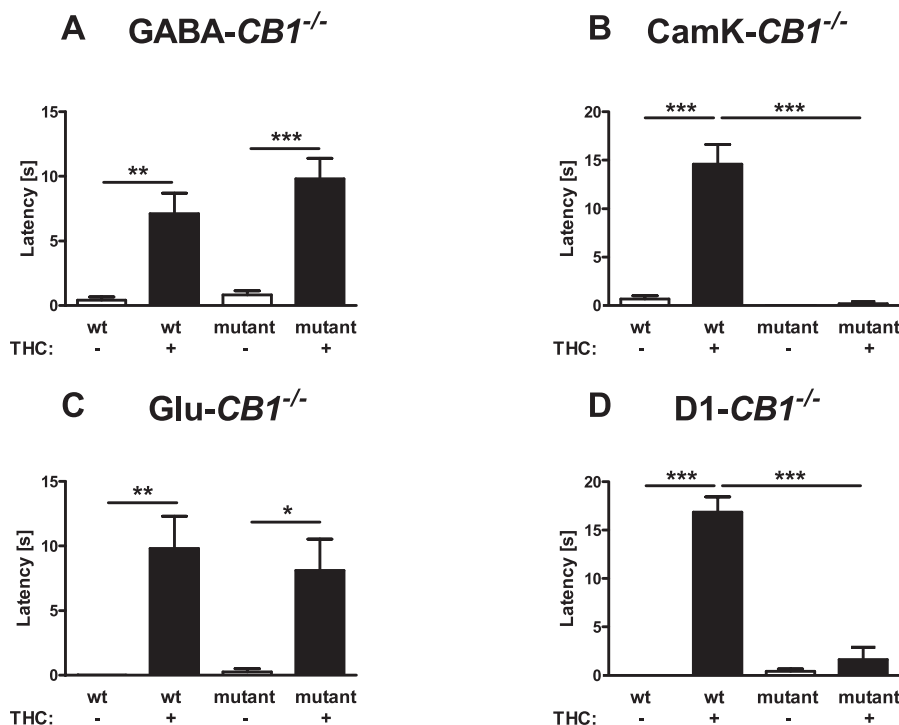 A GABA-CB1-/-
15
10
5
0
Latency [s]
**
***
wt wt mutant mutant
THC: - + - +
B CamK-CB1-/-
20
15
10
5
0
Latency [s]
***
***
wt wt mutant mutant
THC: - + - +
C Glu-CB1-/-
15
10
5
0
Latency [s]
**
*
wt wt mutant mutant
THC: - + - +
D D1-CB1-/-
20
15
10
5
0
Latency [s]
***
***
wt wt mutant mutant
THC: - + - +